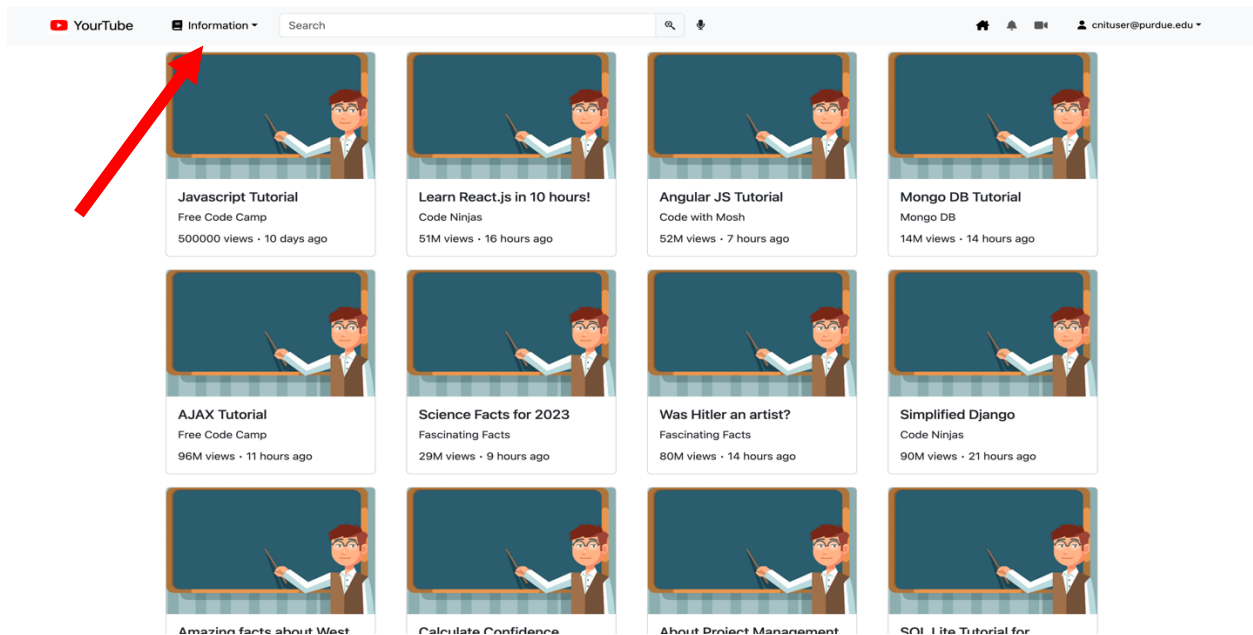 YourTube Information Search cnituser@purdue.edu
Javascript Tutorial
Free Code Camp
500000 views · 10 days ago
Learn React.js in 10 hours!
Code Ninjas
51M views · 16 hours ago
Angular JS Tutorial
Code with Mosh
52M views · 7 hours ago
Mongo DB Tutorial
Mongo DB
14M views · 14 hours ago
AJAX Tutorial
Free Code Camp
96M views · 11 hours ago
Science Facts for 2023
Fascinating Facts
29M views · 9 hours ago
Was Hitler an artist?
Fascinating Facts
80M views · 14 hours ago
Simplified Django
Code Ninjas
90M views · 21 hours ago
Amazing facts about West
Calculate Confidence
About Project Management
SQL Lite Tutorial for